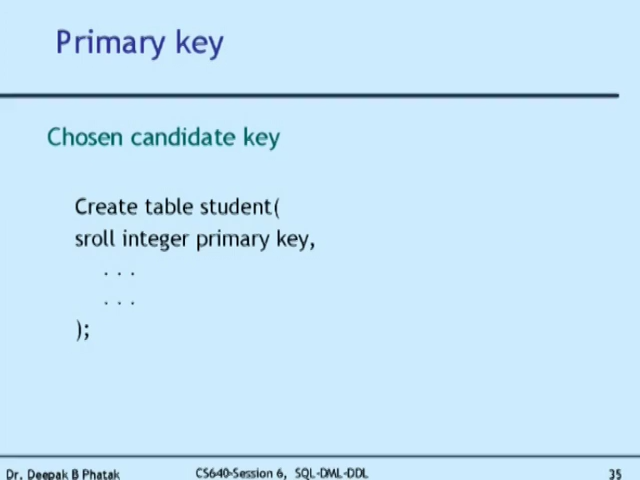 Primary key
Chosen candidate key
Create table student(
sroll integer primary key,
. . .
. . .
);
Dr. Deepak B Phatak
CS640-Session 6, SQL-DML-DDL
35